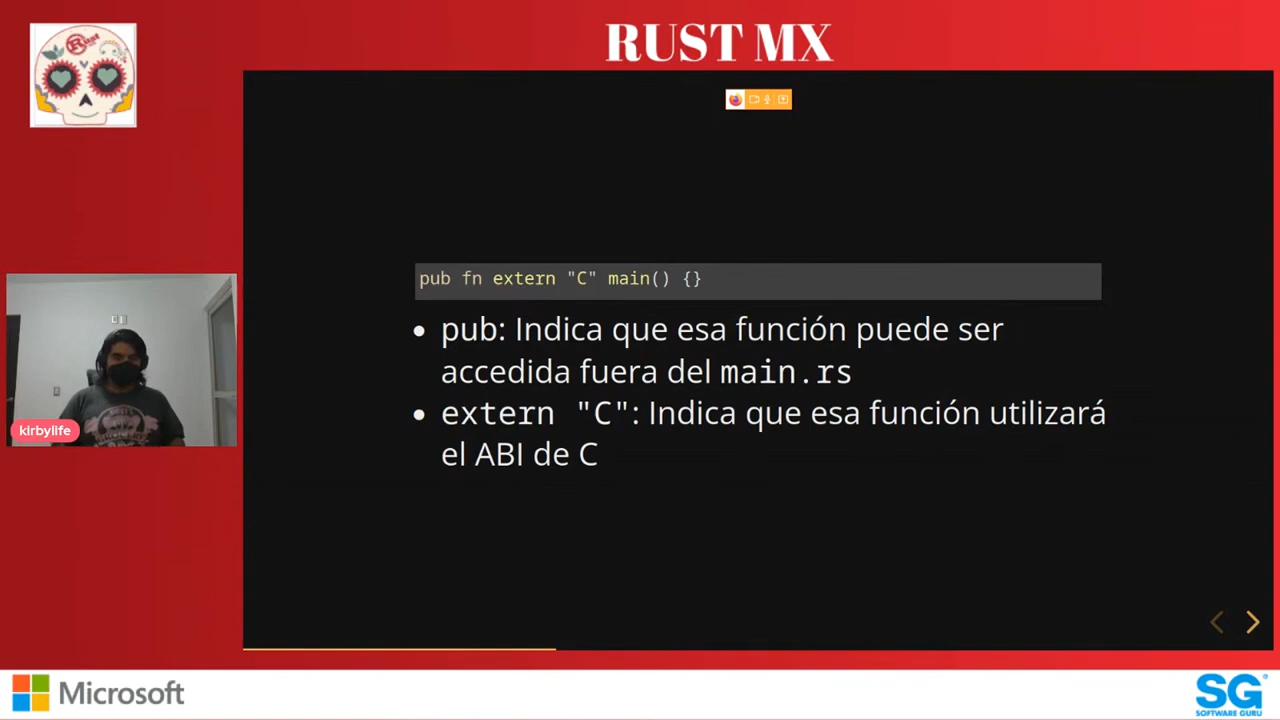 RUST MX
Rust
pub fn extern "C" main() {}
• pub: Indica que esa función puede ser
accedida fuera del main.rs
• extern "C": Indica que esa función utilizará
el ABI de C
kirbylife
Microsoft
SG
SOFTWARE GURU